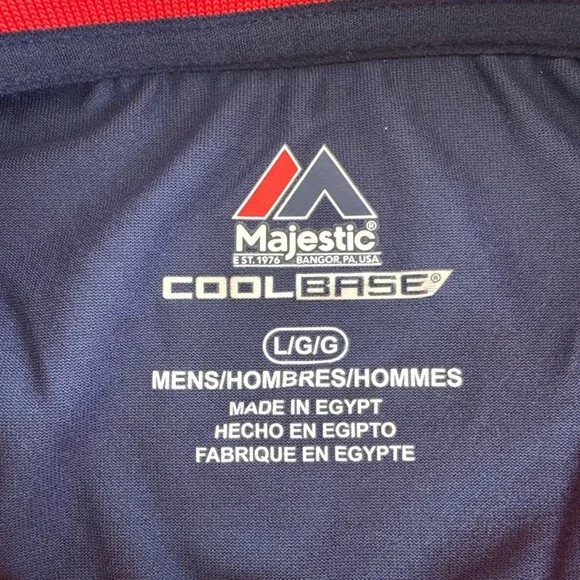 Majestic®
EST. 1976 BANGOR, PA, USA
COOLBASE®
L/G/G
MENS/HOMBRES/HOMMES
MADE IN EGYPT
HECHO EN EGIPTO
FABRIQUE EN EGYPTE